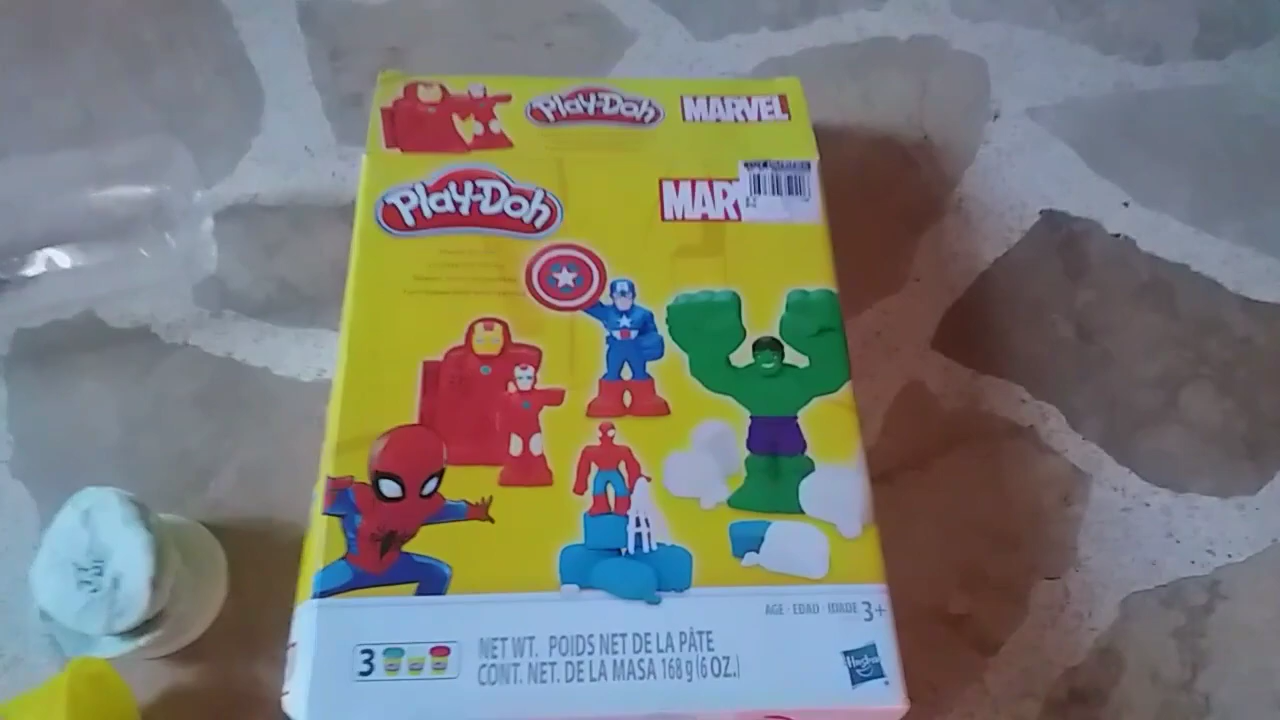 PLAY-DOH MARVEL
PLAY-DOH MAR
AGE · EDAD · IDADE 3+
3
NET WT. POIDS NET DE LA PÂTE
CONT. NET. DE LA MASA 168 g (6 OZ.)
Hasbro